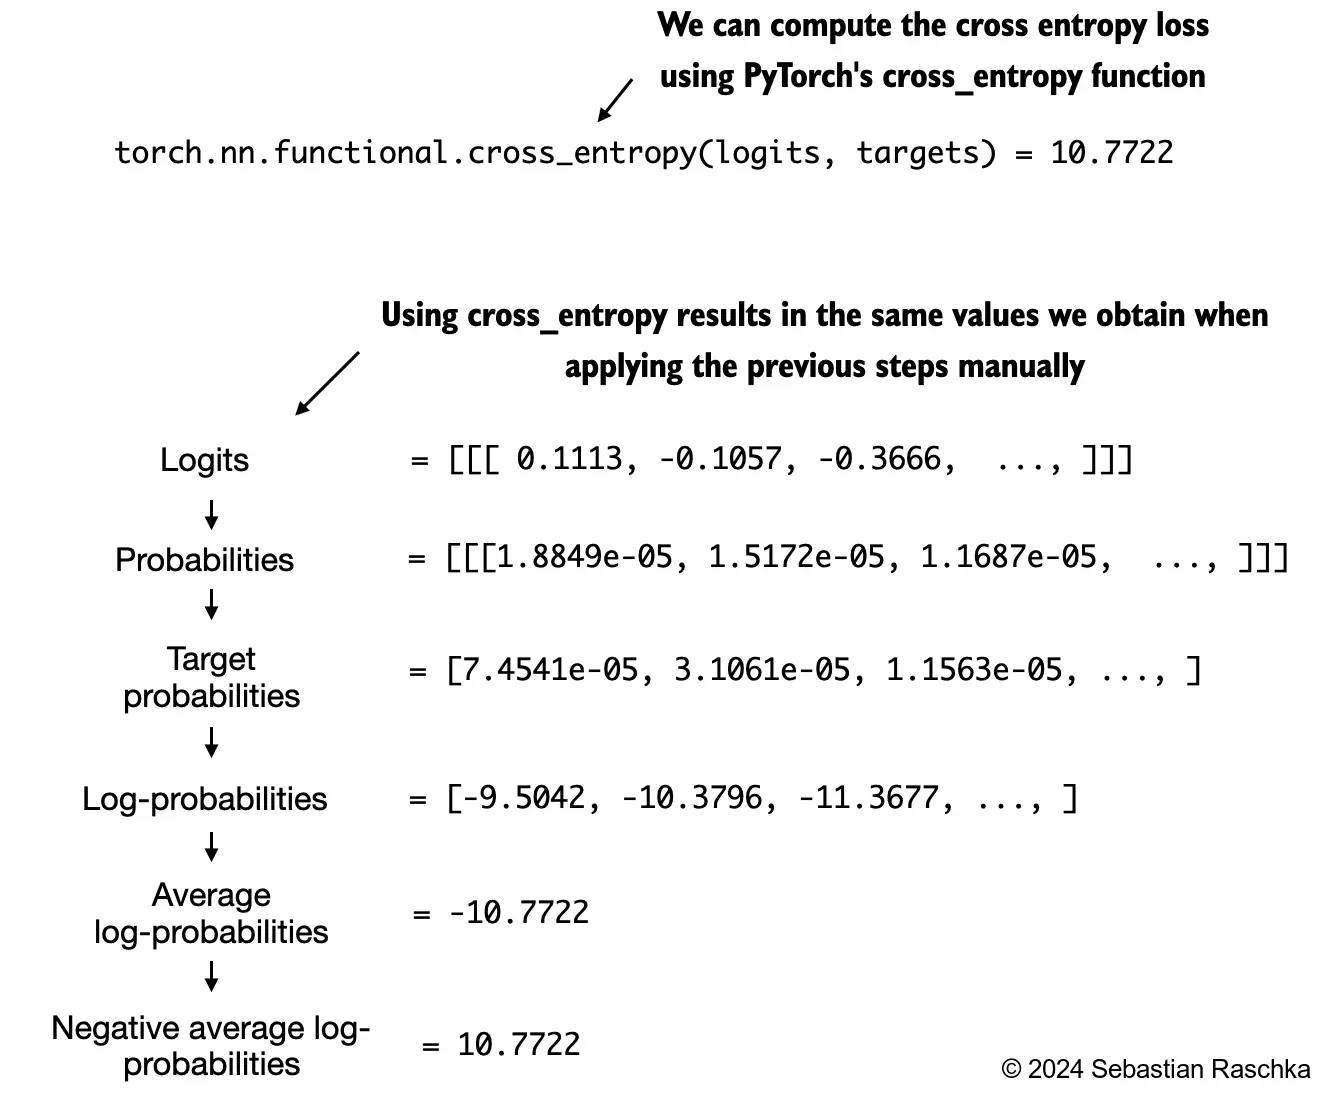 We can compute the cross entropy loss
using PyTorch's cross_entropy function
torch.nn.functional.cross_entropy(logits, targets) = 10.7722
Using cross_entropy results in the same values we obtain when
applying the previous steps manually
Logits = [[[ 0.1113, -0.1057, -0.3666,  ..., ]]]
Probabilities = [[[1.8849e-05, 1.5172e-05, 1.1687e-05,  ..., ]]]
Target
probabilities = [7.4541e-05, 3.1061e-05, 1.1563e-05, ..., ]
Log-probabilities = [-9.5042, -10.3796, -11.3677, ..., ]
Average
log-probabilities = -10.7722
Negative average log-
probabilities = 10.7722
© 2024 Sebastian Raschka